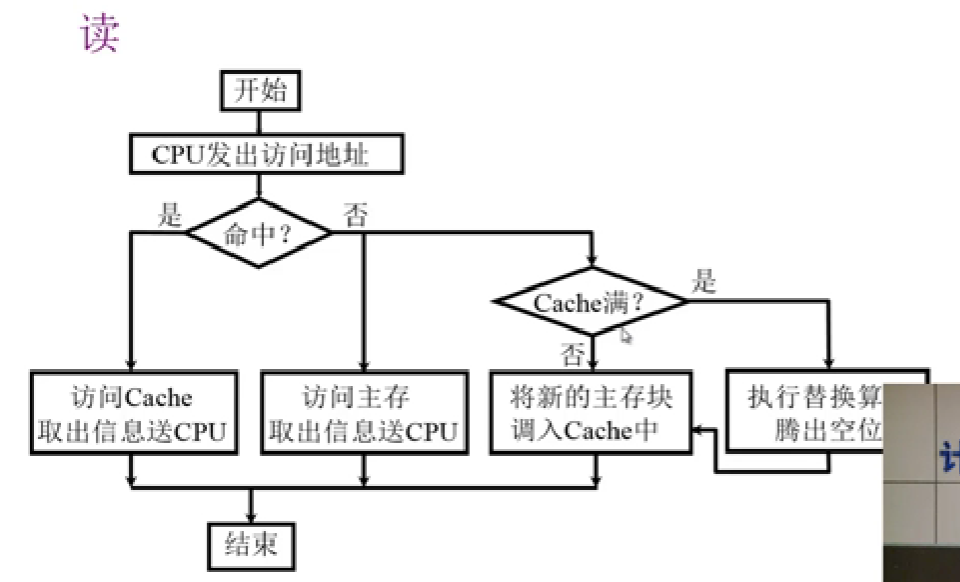 读
开始
CPU发出访问地址
是
命中?
否
Cache满?
是
否
访问Cache
取出信息送CPU
访问主存
取出信息送CPU
将新的主存块
调入Cache中
执行替换算
腾出空位
结束